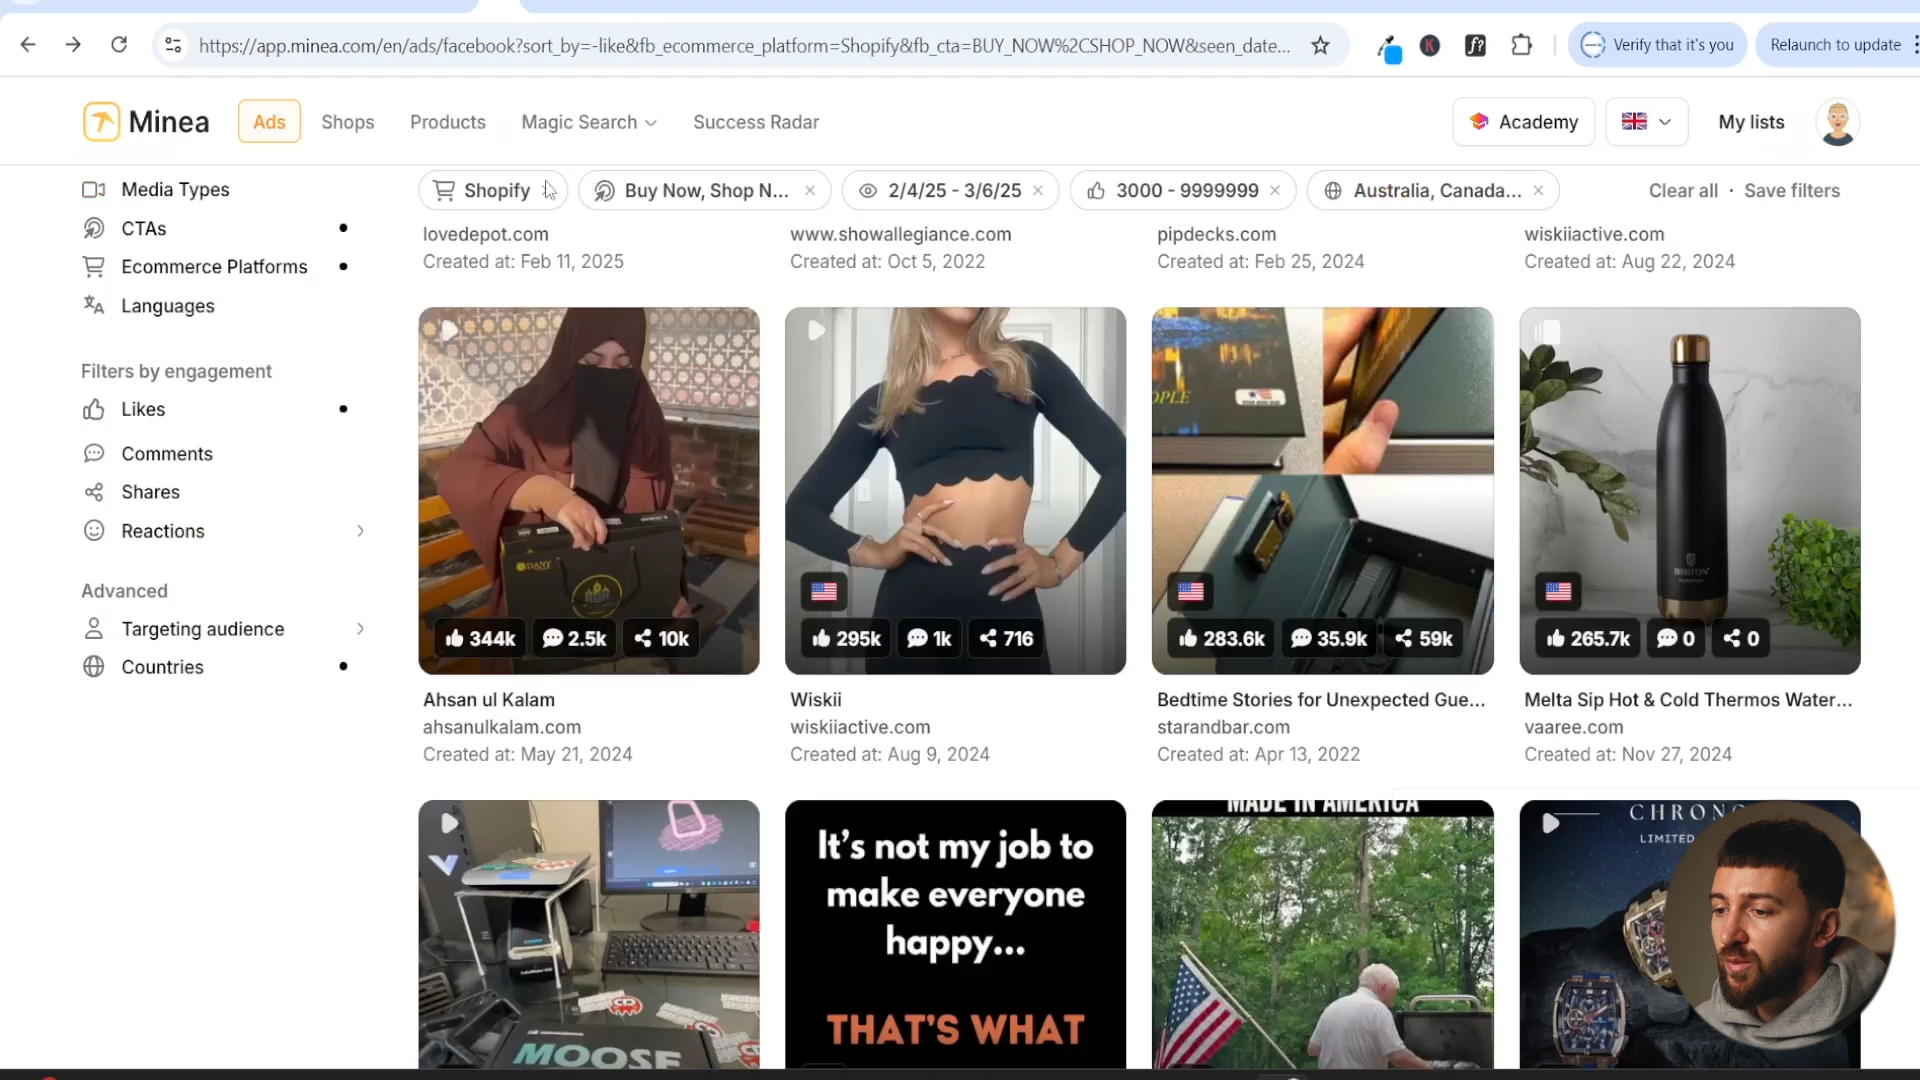 https://app.minea.com/en/ads/facebook?sort_by=-like&fb_ecommerce_platform=Shopify&fb_cta=BUY_NOW%2CSHOP_NOW&seen_date...
Verify that it's you
Relaunch to update
Minea
Ads
Shops
Products
Magic Search
Success Radar
Academy
My lists
Media Types
CTAs
Ecommerce Platforms
Languages
Filters by engagement
Likes
Comments
Shares
Reactions
Advanced
Targeting audience
Countries
Shopify
Buy Now, Shop N...
2/4/25 - 3/6/25
3000 - 9999999
Australia, Canada...
Clear all · Save filters
lovedepot.com
Created at: Feb 11, 2025
www.showallegiance.com
Created at: Oct 5, 2022
pipdecks.com
Created at: Feb 25, 2024
wiskiiactive.com
Created at: Aug 22, 2024
DANY
344k
2.5k
10k
Ahsan ul Kalam
ahsanulkalam.com
Created at: May 21, 2024
295k
1k
716
Wiskii
wiskiiactive.com
Created at: Aug 9, 2024
OPLE
283.6k
35.9k
59k
Bedtime Stories for Unexpected Gue...
starandbar.com
Created at: Apr 13, 2022
265.7k
0
0
Melta Sip Hot & Cold Thermos Water...
vaaree.com
Created at: Nov 27, 2024
MOOSE
It's not my job to
make everyone
happy...
THAT'S WHAT
MADE IN AMERICA
CHRONO
LIMITED